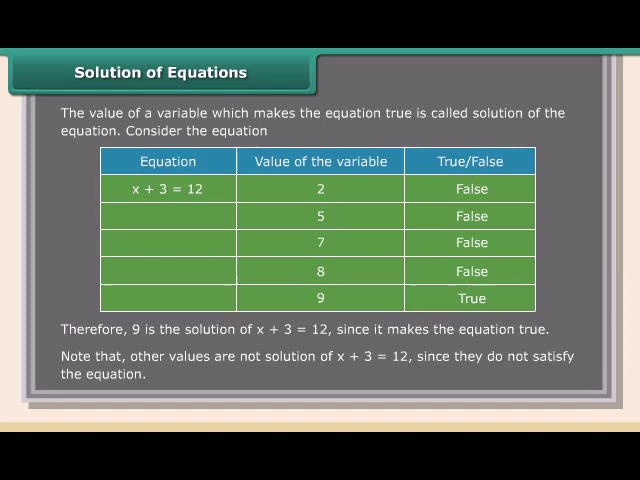 Solution of Equations
The value of a variable which makes the equation true is called solution of the
equation. Consider the equation
Equation Value of the variable True/False
x + 3 = 12 2 False
5 False
7 False
8 False
9 True
Therefore, 9 is the solution of x + 3 = 12, since it makes the equation true.
Note that, other values are not solution of x + 3 = 12, since they do not satisfy
the equation.